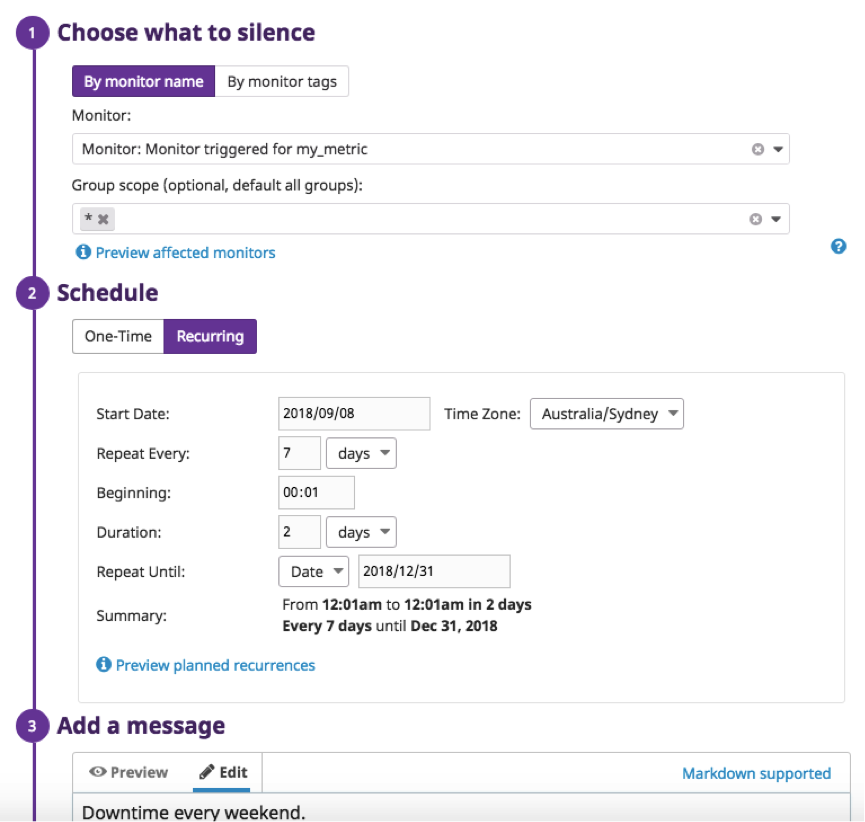 1 Choose what to silence
By monitor name By monitor tags
Monitor:
Monitor: Monitor triggered for my_metric
Group scope (optional, default all groups):
*
Preview affected monitors
2 Schedule
One-Time Recurring
Start Date: 2018/09/08 Time Zone: Australia/Sydney
Repeat Every: 7 days
Beginning: 00:01
Duration: 2 days
Repeat Until: Date 2018/12/31
Summary: From 12:01am to 12:01am in 2 days
Every 7 days until Dec 31, 2018
Preview planned recurrences
3 Add a message
Preview Edit Markdown supported
Downtime every weekend.